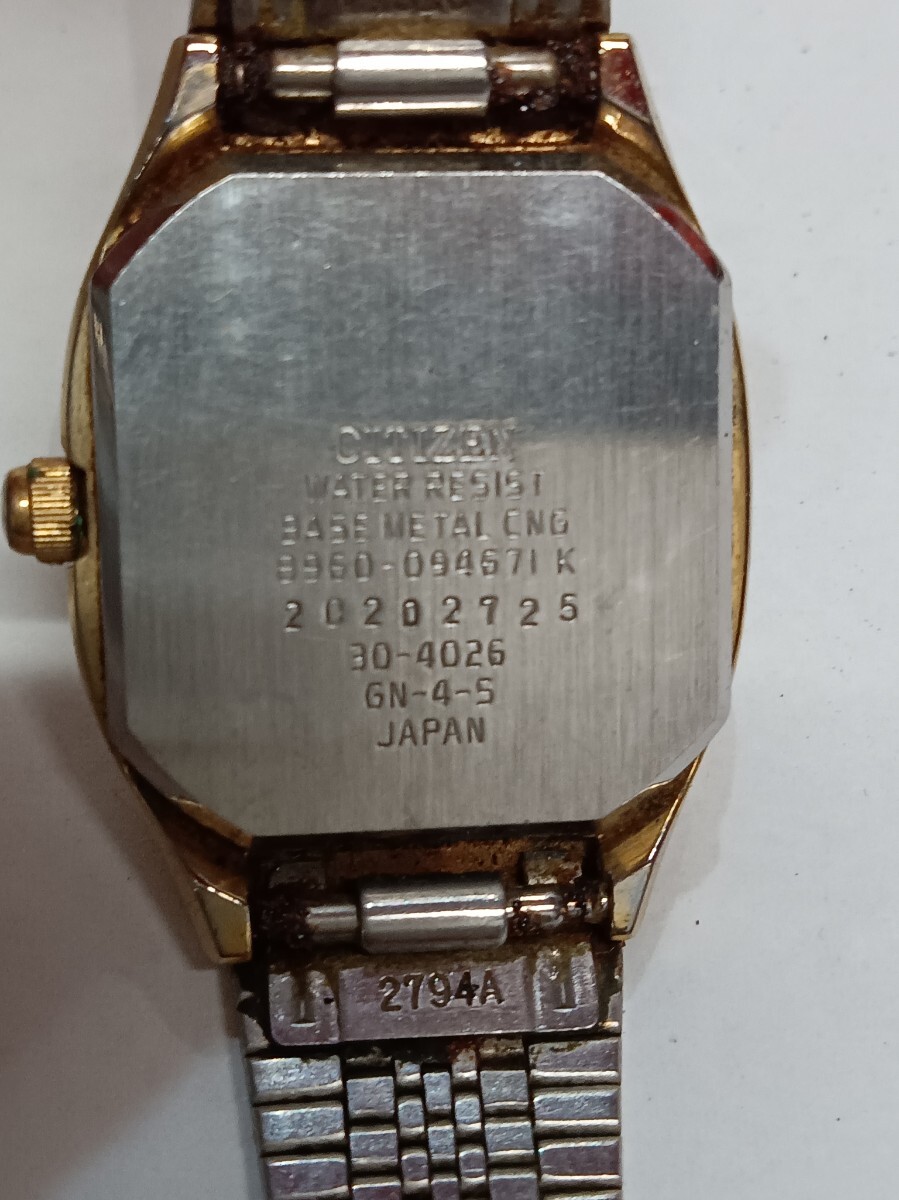 CITIZEN
WATER RESIST
BASE METAL CNG
8960-094671 K
20202725
30-4026
GN-4-S
JAPAN
2794A